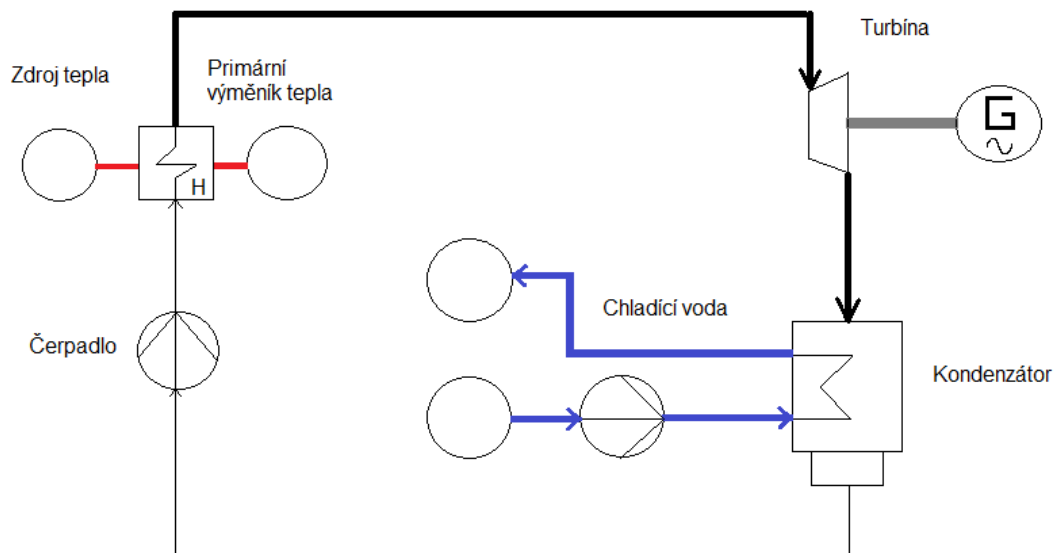 Turbína
Zdroj tepla
Primární
výměník tepla
G
H
Chladící voda
Čerpadlo
Kondenzátor